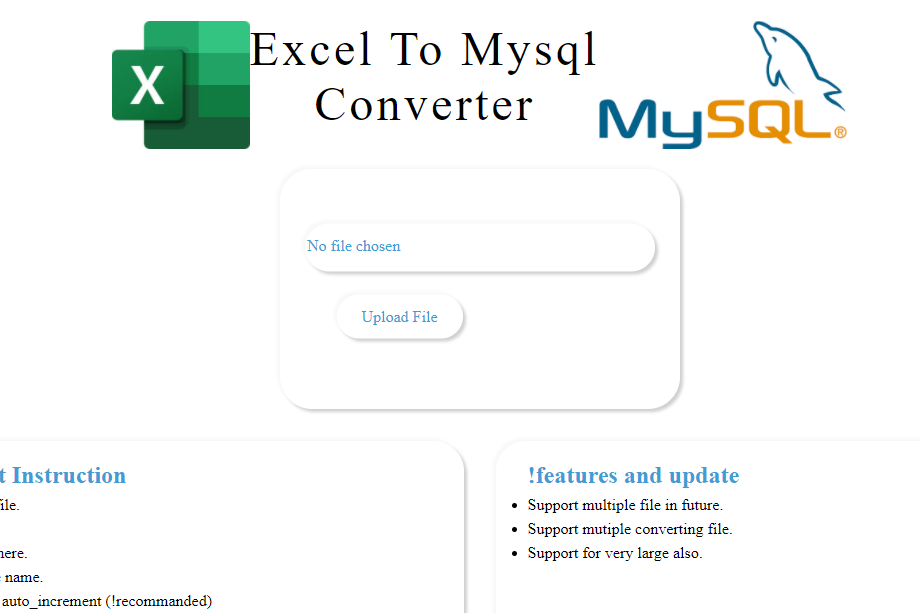 X
Excel To Mysql
Converter
MySQL®
No file chosen
Upload File
t Instruction
ile.
here.
name.
auto_increment (!recommanded)
!features and update
Support multiple file in future.
Support mutiple converting file.
Support for very large also.